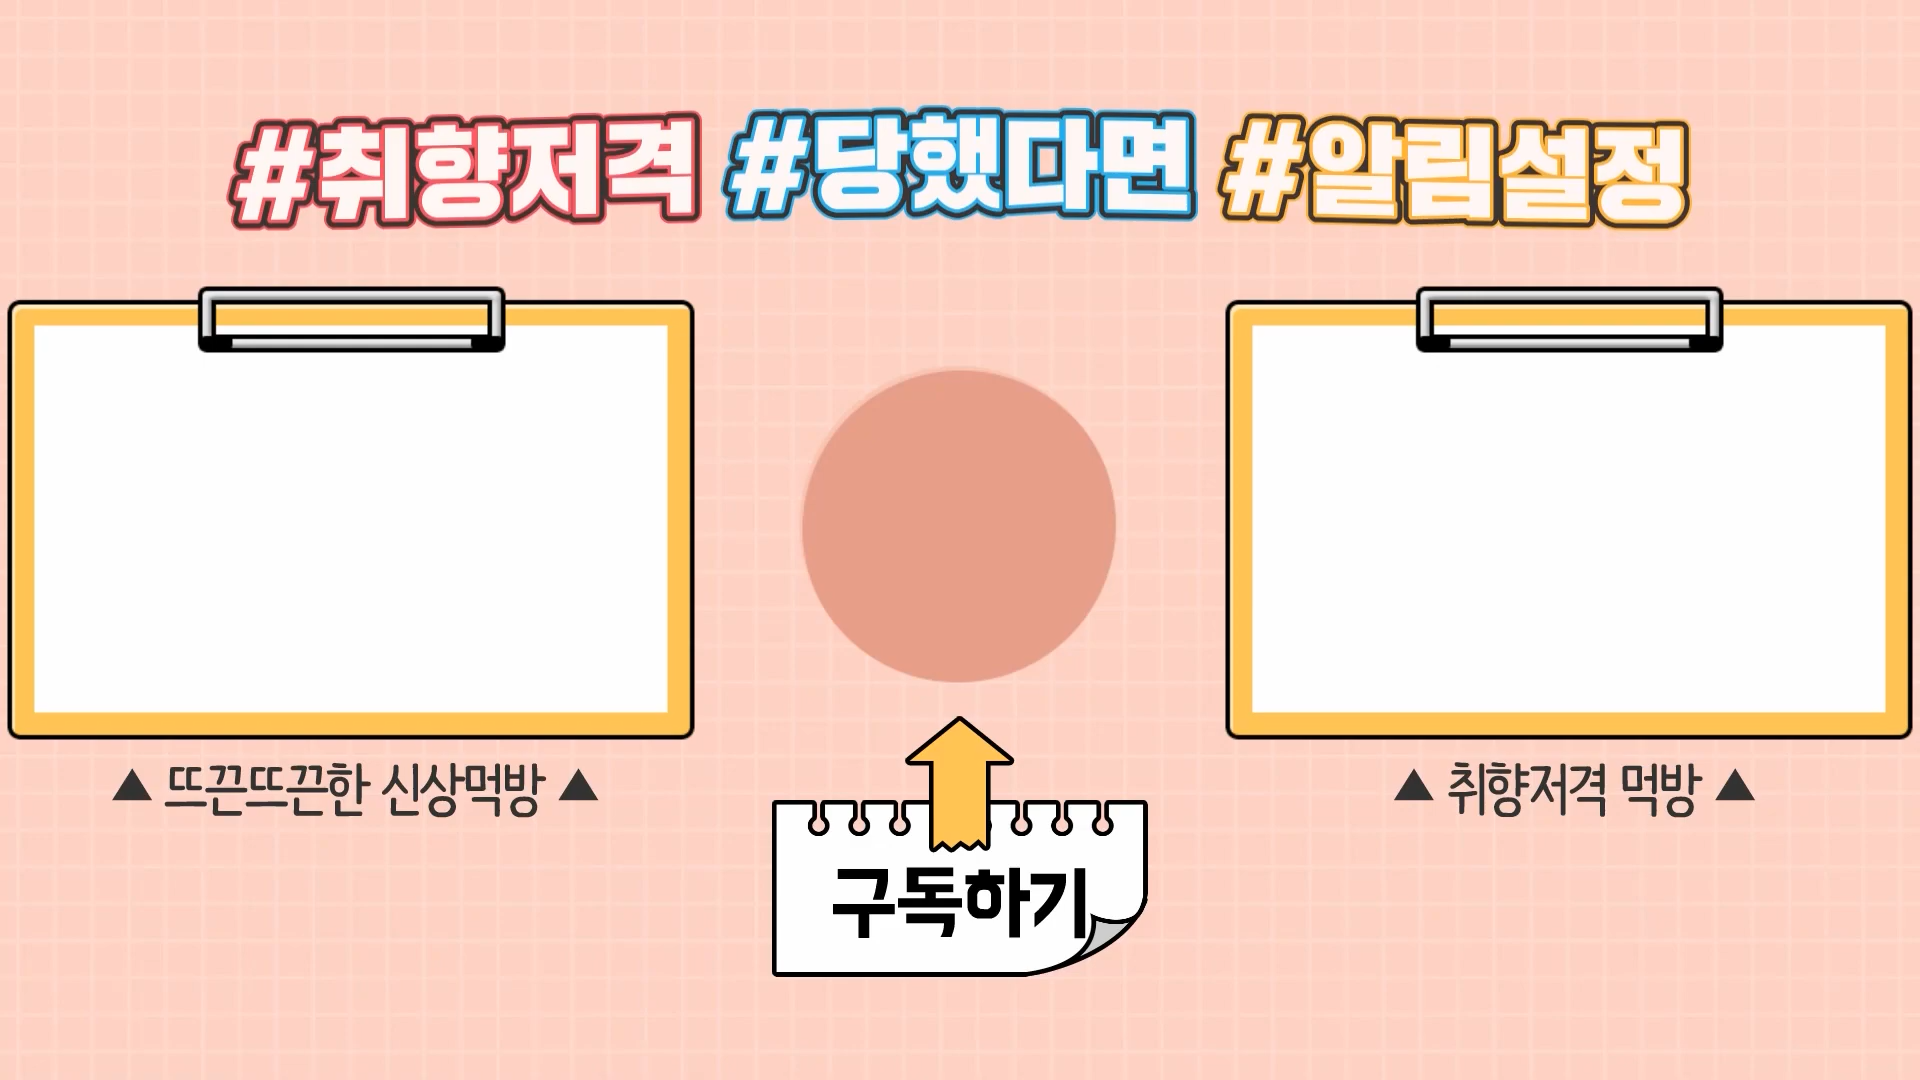 #취향저격 #당했다면 #알림설정
▲ 뜨끈뜨끈한 신상먹방 ▲
▲ 취향저격 먹방 ▲
구독하기